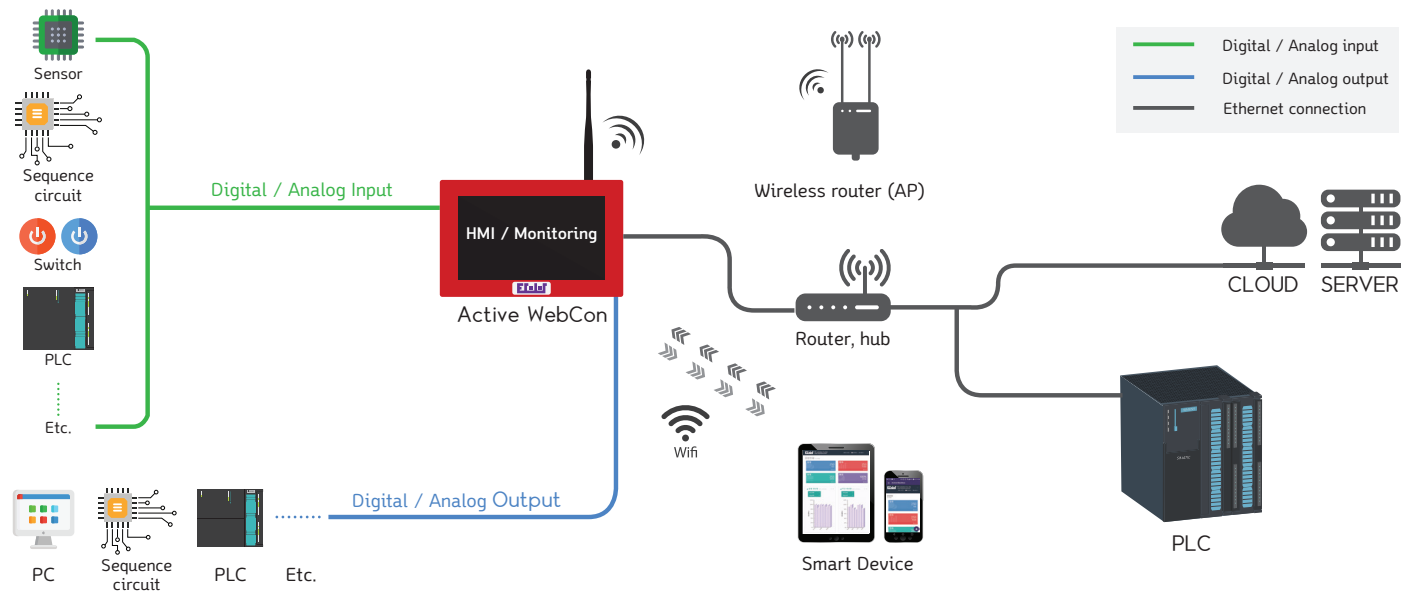 Sensor
Sequence
circuit
Switch
PLC
Etc.
Digital / Analog Input
HMI / Monitoring
Active WebCon
Wireless router (AP)
Digital / Analog input
Digital / Analog output
Ethernet connection
CLOUD
SERVER
Router, hub
Wifi
PLC
Smart Device
Digital / Analog Output
PC
Sequence
circuit
PLC
Etc.